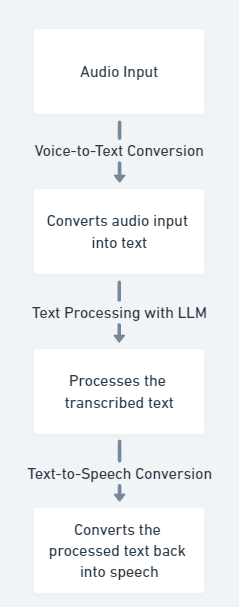 Audio Input
Voice-to-Text Conversion
Converts audio input
into text
Text Processing with LLM
Processes the
transcribed text
Text-to-Speech Conversion
Converts the
processed text back
into speech